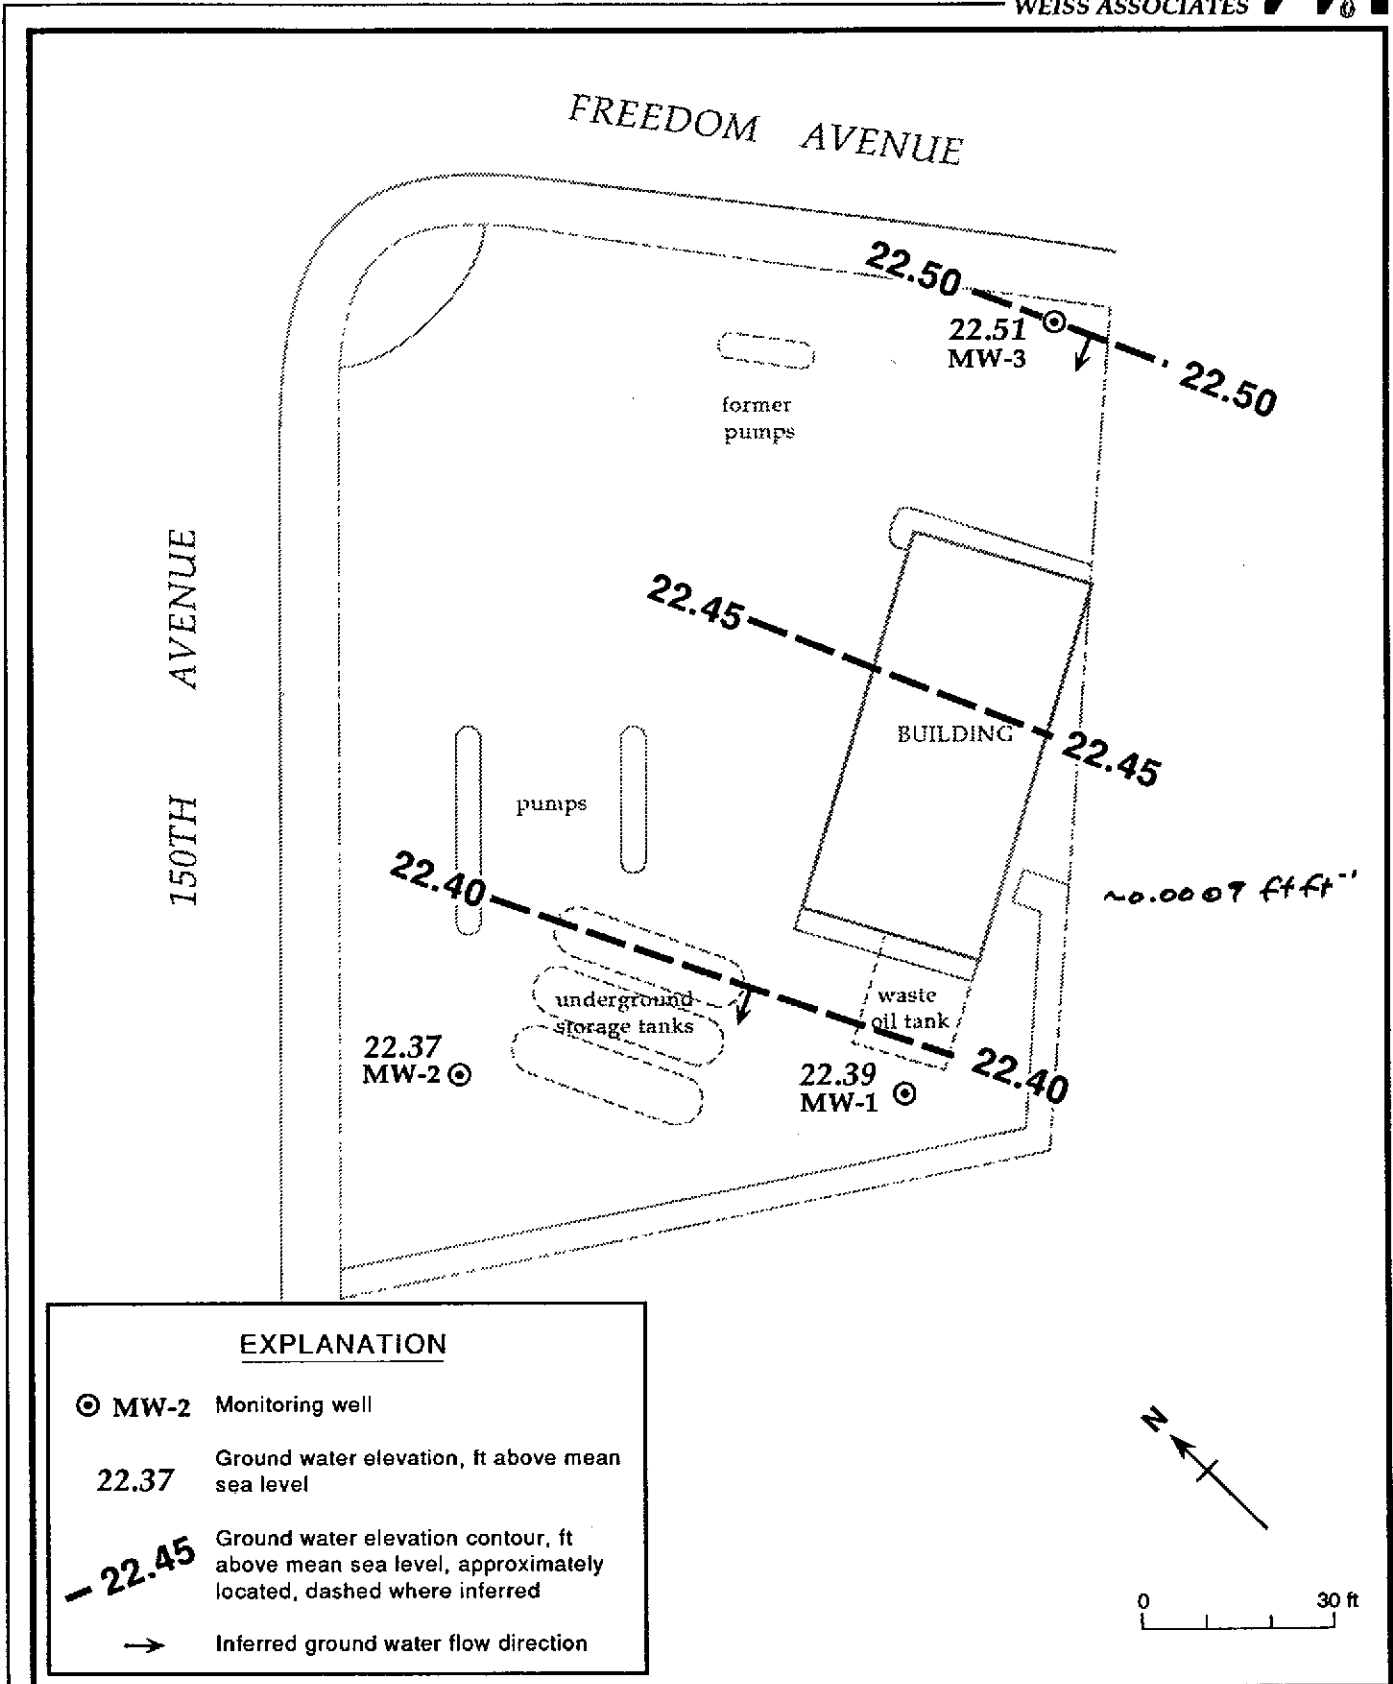 WEISS ASSOCIATES
FREEDOM AVENUE
22.50
22.51
MW-3
22.50
former
pumps
150TH AVENUE
22.45
BUILDING
22.45
pumps
22.40
~0.0009 ft ft⁻¹
underground
storage tanks
waste
oil tank
22.37
MW-2
22.39
MW-1
22.40
EXPLANATION
MW-2 Monitoring well
22.37 Ground water elevation, ft above mean
sea level
22.45 Ground water elevation contour, ft
above mean sea level, approximately
located, dashed where inferred
Inferred ground water flow direction
N
0 30 ft